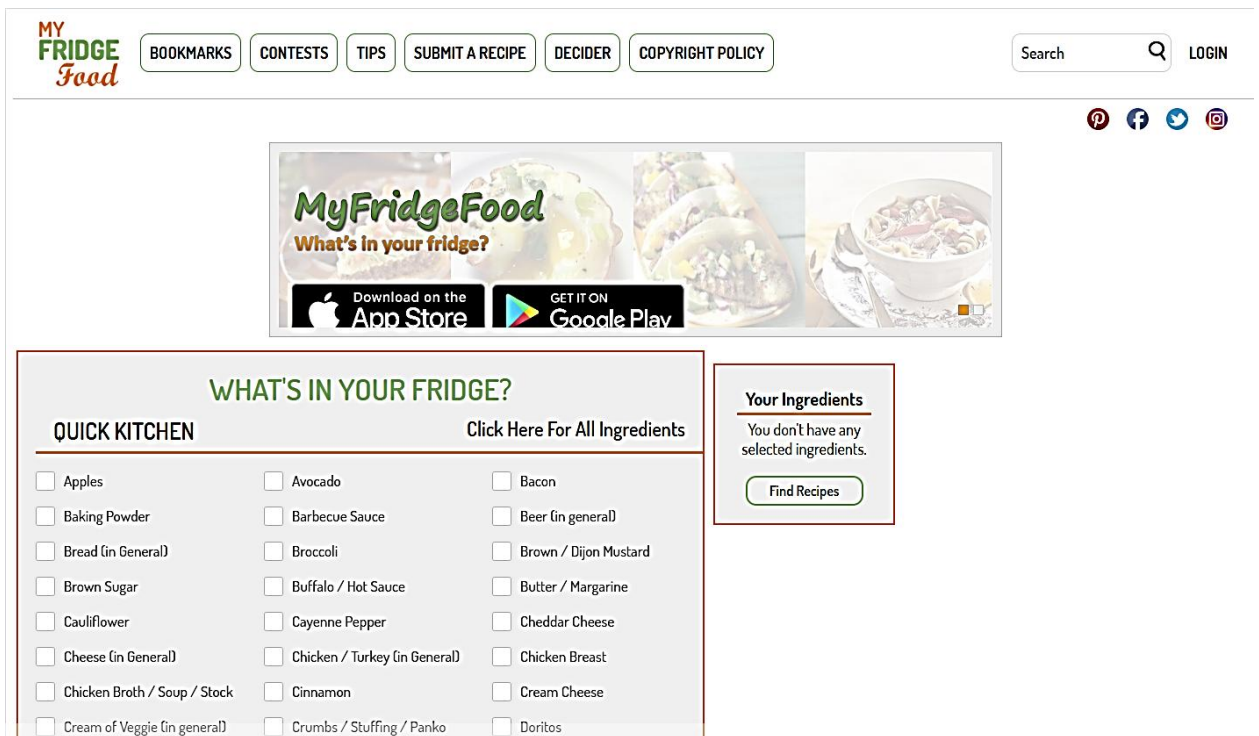 MY
FRIDGE
Food
BOOKMARKS
CONTESTS
TIPS
SUBMIT A RECIPE
DECIDER
COPYRIGHT POLICY
Search
LOGIN
MyFridgeFood
What's in your fridge?
Download on the
App Store
GET IT ON
Google Play
WHAT'S IN YOUR FRIDGE?
QUICK KITCHEN
Click Here For All Ingredients
Apples
Avocado
Bacon
Baking Powder
Barbecue Sauce
Beer (in general)
Bread (in General)
Broccoli
Brown / Dijon Mustard
Brown Sugar
Buffalo / Hot Sauce
Butter / Margarine
Cauliflower
Cayenne Pepper
Cheddar Cheese
Cheese (in General)
Chicken / Turkey (in General)
Chicken Breast
Chicken Broth / Soup / Stock
Cinnamon
Cream Cheese
Cream of Veggie (in general)
Crumbs / Stuffing / Panko
Doritos
Your Ingredients
You don't have any
selected ingredients.
Find Recipes